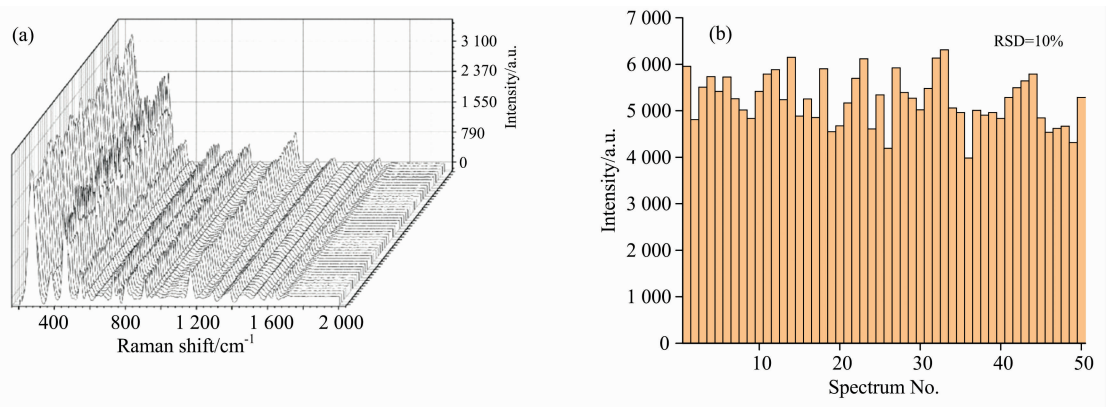 (a)
3 100
2 370
1 550
790
0
Intensity/a.u.
400 800 1 200 1 600 2 000
Raman shift/cm-1
(b)
RSD=10%
7 000
6 000
5 000
4 000
3 000
2 000
1 000
0
Intensity/a.u.
10 20 30 40 50
Spectrum No.